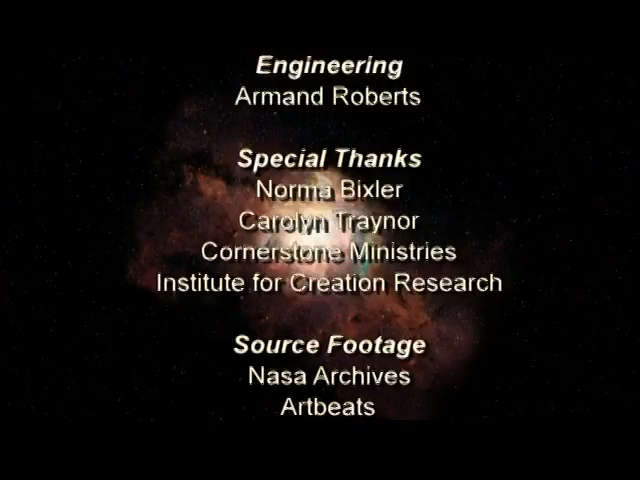 Engineering
Armand Roberts
Special Thanks
Norma Bixler
Carolyn Traynor
Cornerstone Ministries
Institute for Creation Research
Source Footage
Nasa Archives
Artbeats